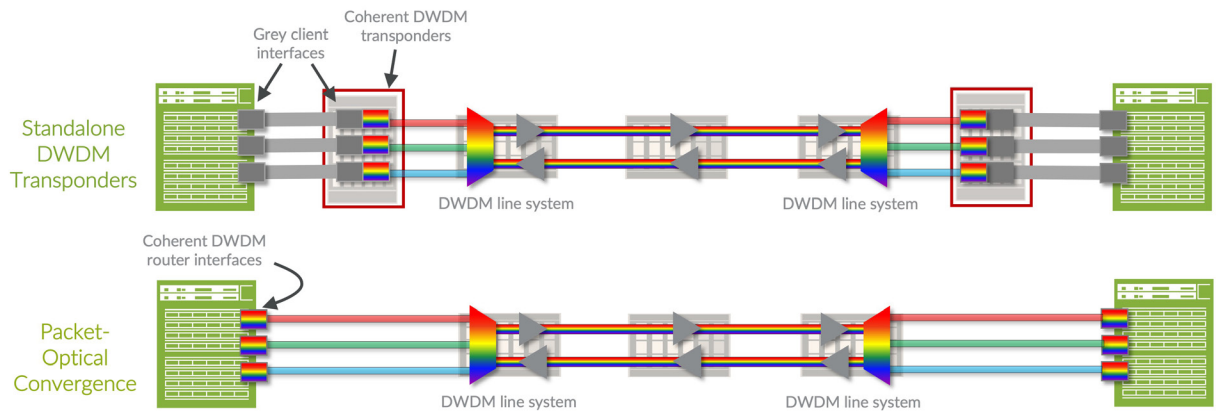 Coherent DWDM
transponders
Grey client
interfaces
Standalone
DWDM
Transponders
DWDM line system
DWDM line system
Coherent DWDM
router interfaces
Packet-
Optical
Convergence
DWDM line system
DWDM line system